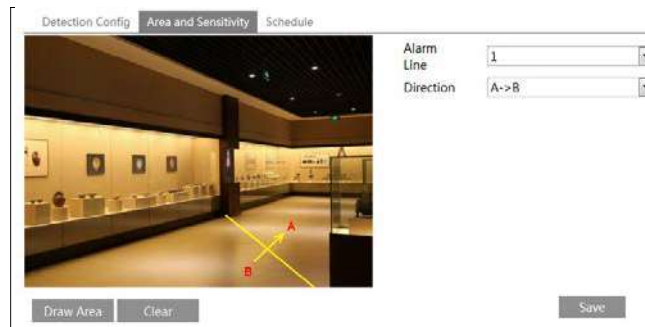 Detection Config Area and Sensitivity Schedule
Alarm Line 1
Direction A->B
A
B
Draw Area Clear Save